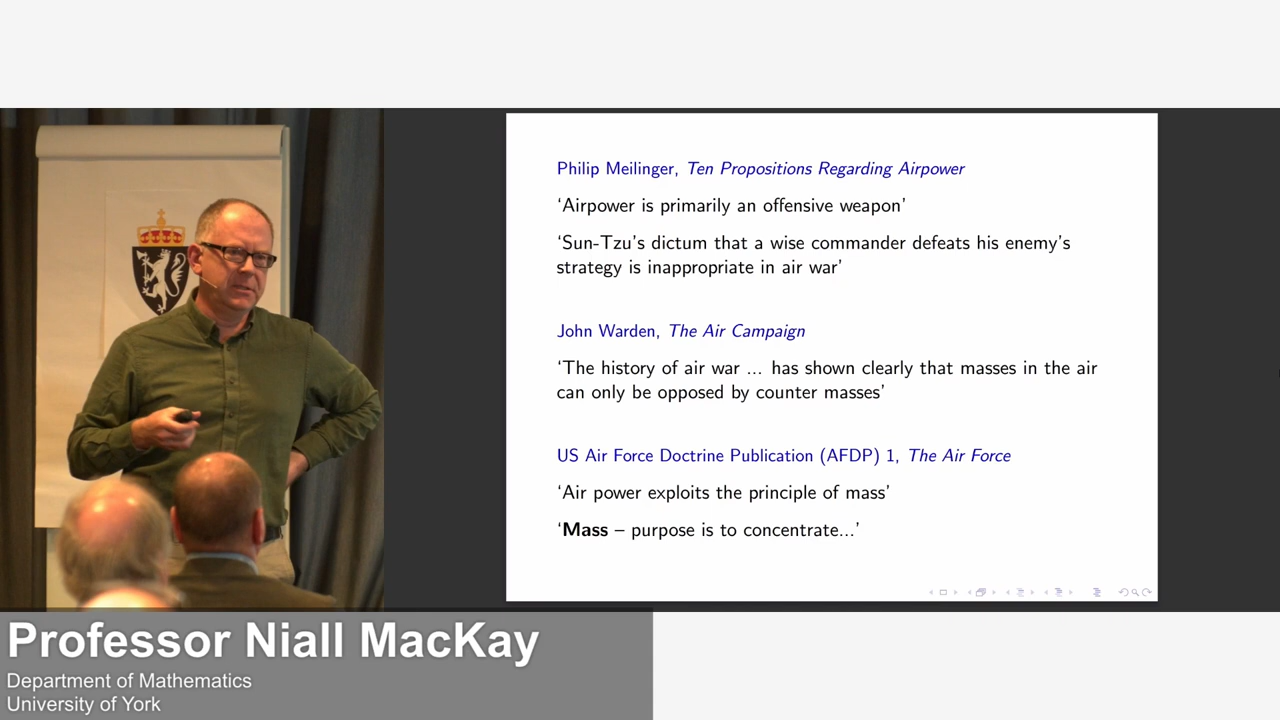 Philip Meilinger, Ten Propositions Regarding Airpower
‘Airpower is primarily an offensive weapon’
‘Sun-Tzu’s dictum that a wise commander defeats his enemy’s
strategy is inappropriate in air war’
John Warden, The Air Campaign
‘The history of air war ... has shown clearly that masses in the air
can only be opposed by counter masses’
US Air Force Doctrine Publication (AFDP) 1, The Air Force
‘Air power exploits the principle of mass’
‘Mass – purpose is to concentrate...’
Professor Niall MacKay
Department of Mathematics
University of York